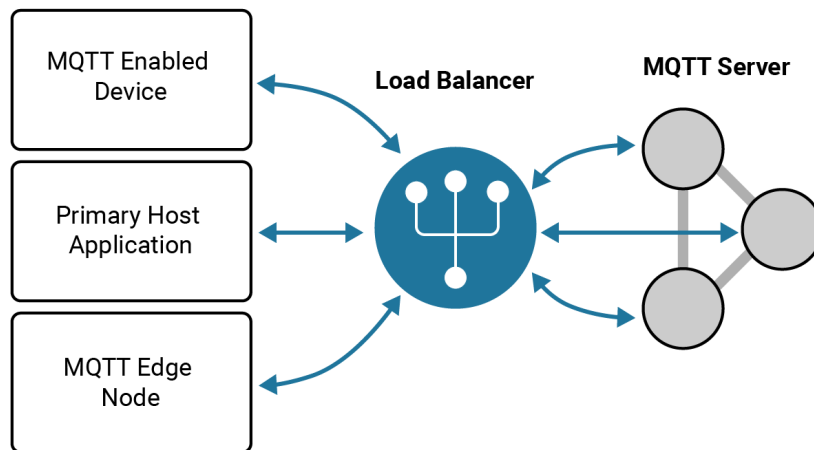 MQTT Enabled
Device
Load Balancer
MQTT Server
Primary Host
Application
MQTT Edge
Node